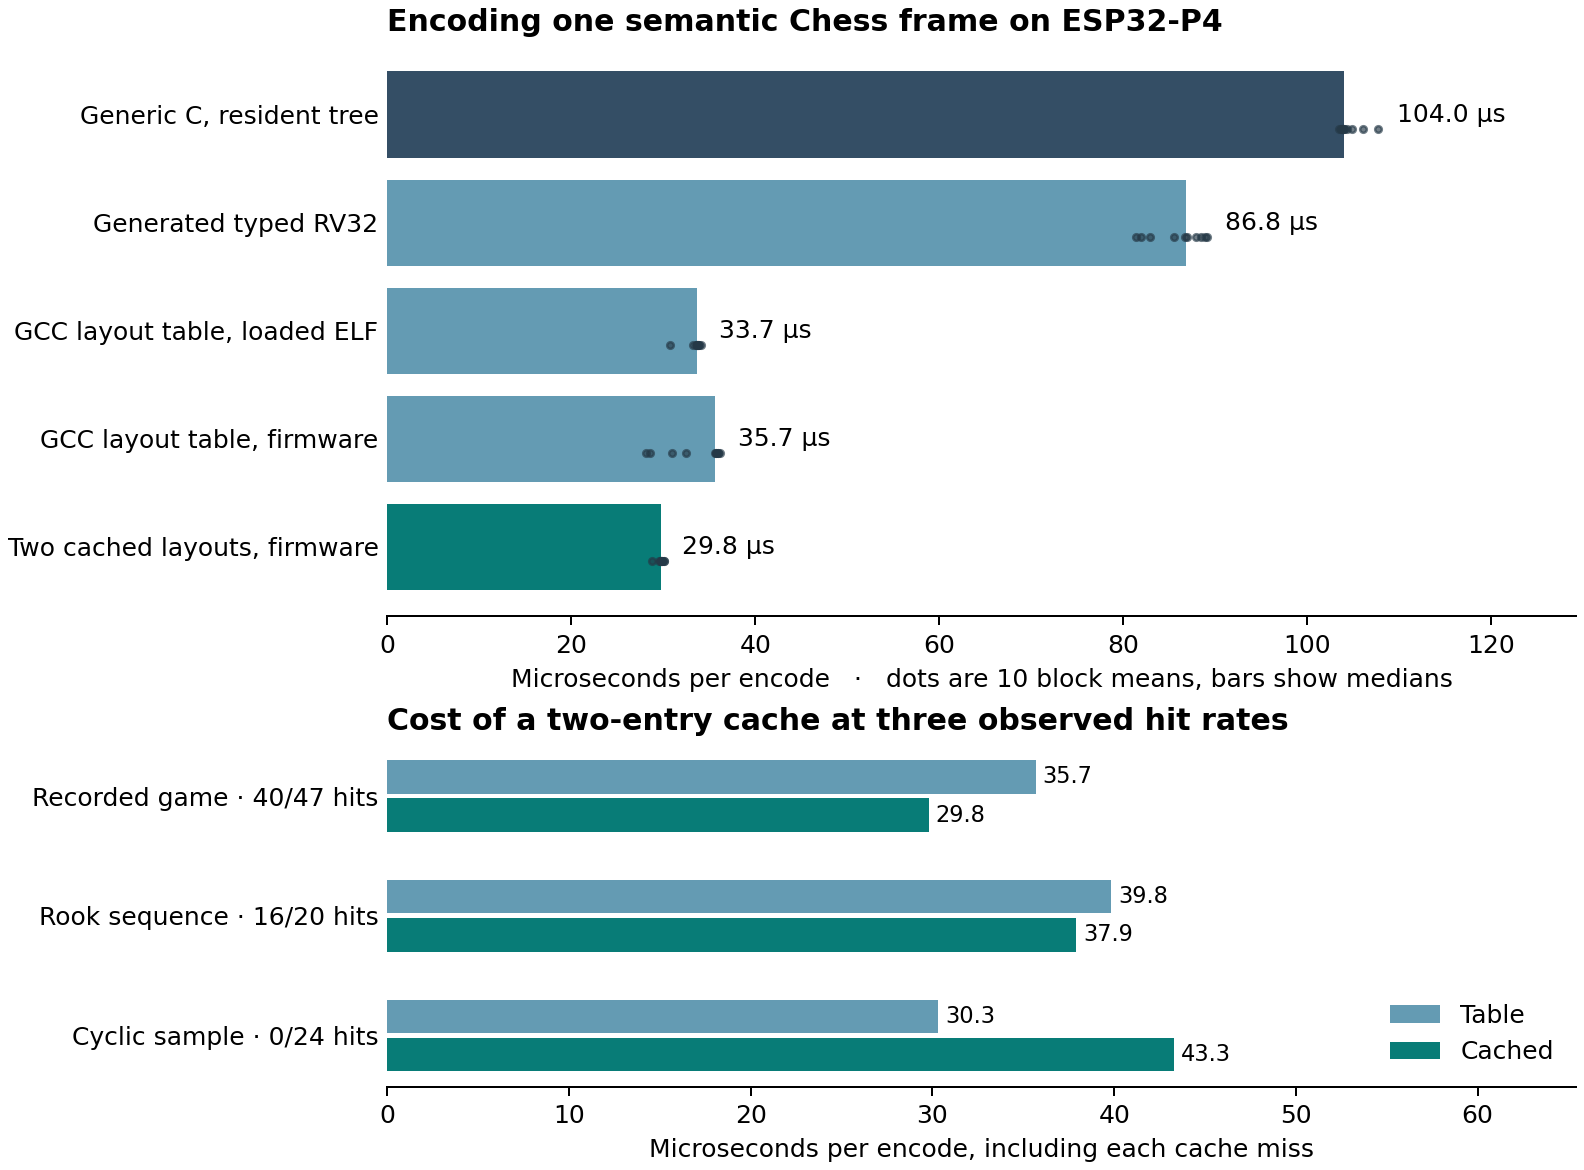 Encoding one semantic Chess frame on ESP32-P4
Generic C, resident tree
104.0 µs
Generated typed RV32
86.8 µs
GCC layout table, loaded ELF
33.7 µs
GCC layout table, firmware
35.7 µs
Two cached layouts, firmware
29.8 µs
0 20 40 60 80 100 120
Microseconds per encode · dots are 10 block means, bars show medians
Cost of a two-entry cache at three observed hit rates
Recorded game · 40/47 hits
35.7
29.8
Rook sequence · 16/20 hits
39.8
37.9
Cyclic sample · 0/24 hits
30.3
43.3
Table
Cached
0 10 20 30 40 50 60
Microseconds per encode, including each cache miss